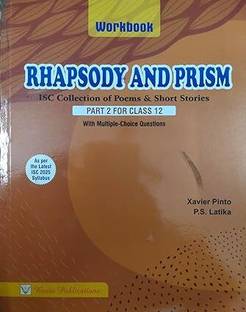 Workbook
RHAPSODY AND PRISM
ISC Collection of Poems & Short Stories
PART 2 FOR CLASS 12
With Multiple-Choice Questions
As per
the Latest
ISC 2025
Syllabus
Xavier Pinto
P.S. Latika
Publications